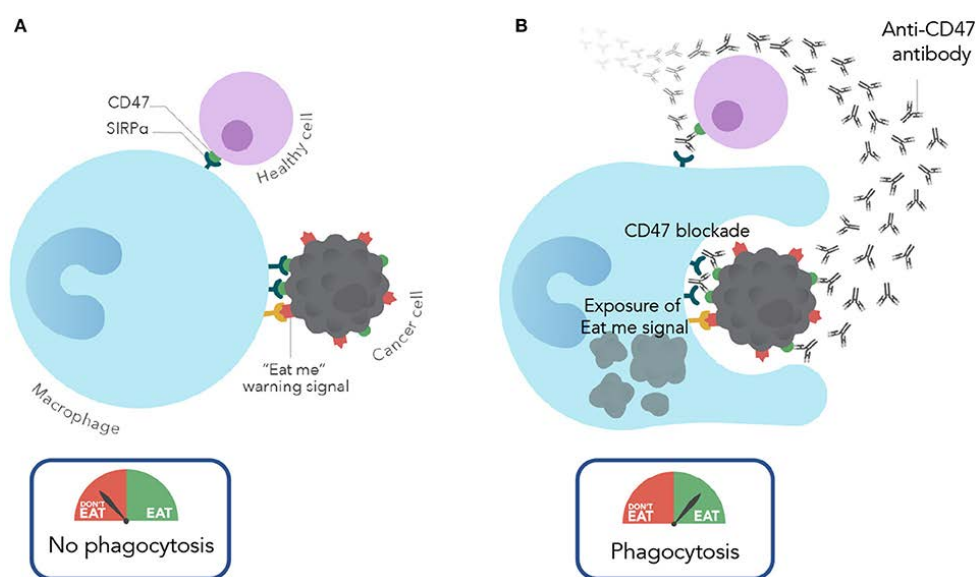 A
CD47
SIRPα
Healthy cell
Cancer cell
"Eat me"
warning signal
Macrophage
DON'T
EAT
EAT
No phagocytosis
B
Anti-CD47
antibody
CD47 blockade
Exposure of
Eat me signal
DON'T
EAT
EAT
Phagocytosis